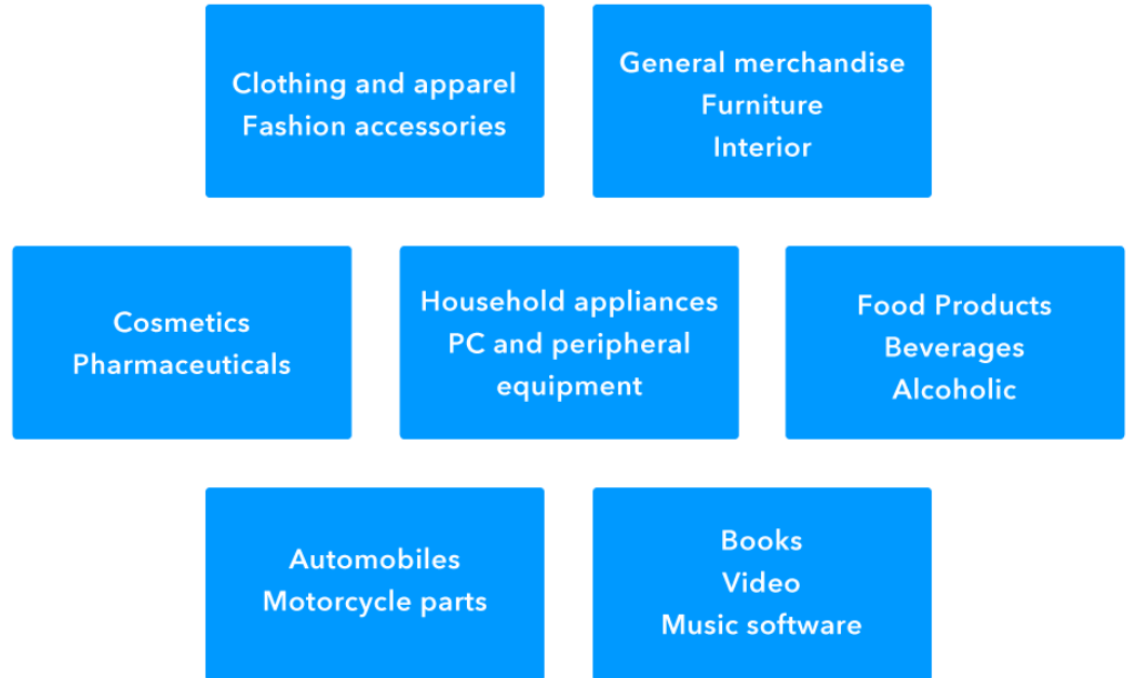 Clothing and apparel
Fashion accessories
General merchandise
Furniture
Interior
Cosmetics
Pharmaceuticals
Household appliances
PC and peripheral
equipment
Food Products
Beverages
Alcoholic
Automobiles
Motorcycle parts
Books
Video
Music software